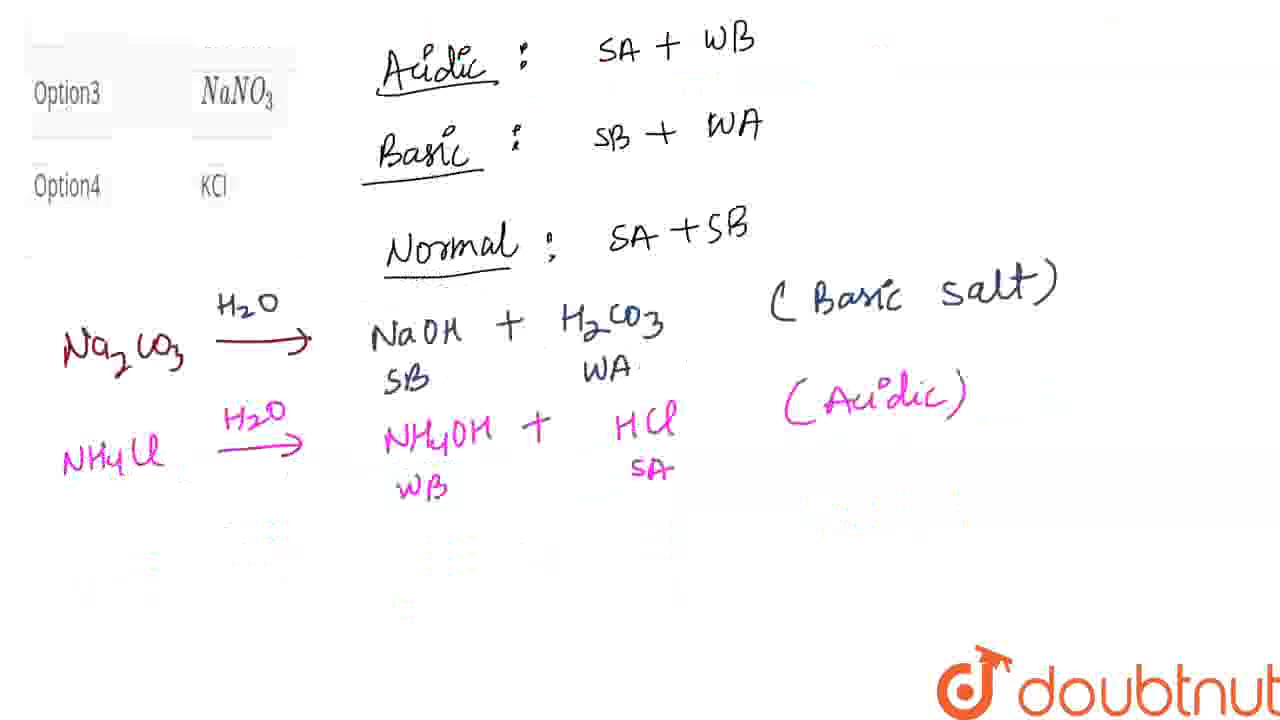 Acidic : SA + WB
Option3 NaNO₃
Basic : SB + WA
Option4 KCl
Normal : SA + SB
Na₂CO₃ H₂O → NaOH + H₂CO₃ (Basic salt)
SB WA
NH₄Cl H₂O → NH₄OH + HCl (Acidic)
WB SA
doubtnut